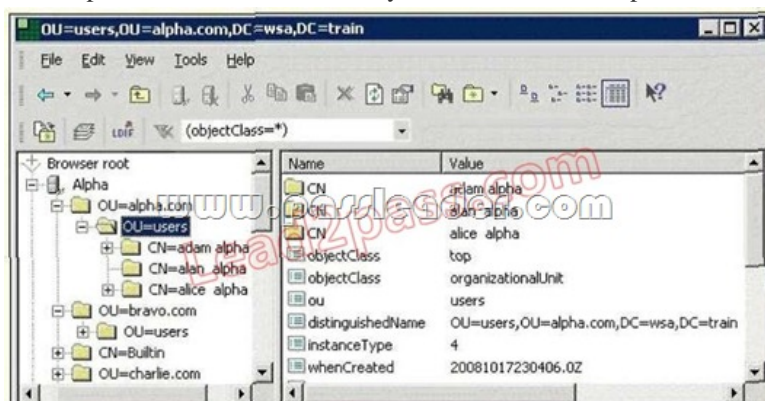 OU=users,OU=alpha.com,DC=wsa,DC=train
File Edit View Tools Help
LDIF (objectClass=*)
Browser root
Alpha
OU=alpha.com
OU=users
CN=adam alpha
CN=alan alpha
CN=alice alpha
OU=bravo.com
OU=users
CN=Builtin
OU=charlie.com
Name Value
CN adam alpha
CN alan alpha
CN alice alpha
objectClass top
objectClass organizationalUnit
ou users
distinguishedName OU=users,OU=alpha.com,DC=wsa,DC=train
instanceType 4
whenCreated 20081017230406.0Z
Lead2pass.com